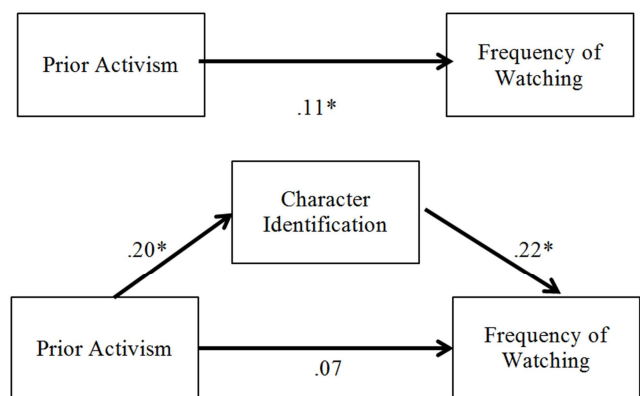 Prior Activism
Frequency of
Watching
.11*
Character
Identification
.20*
.22*
Prior Activism
Frequency of
Watching
.07